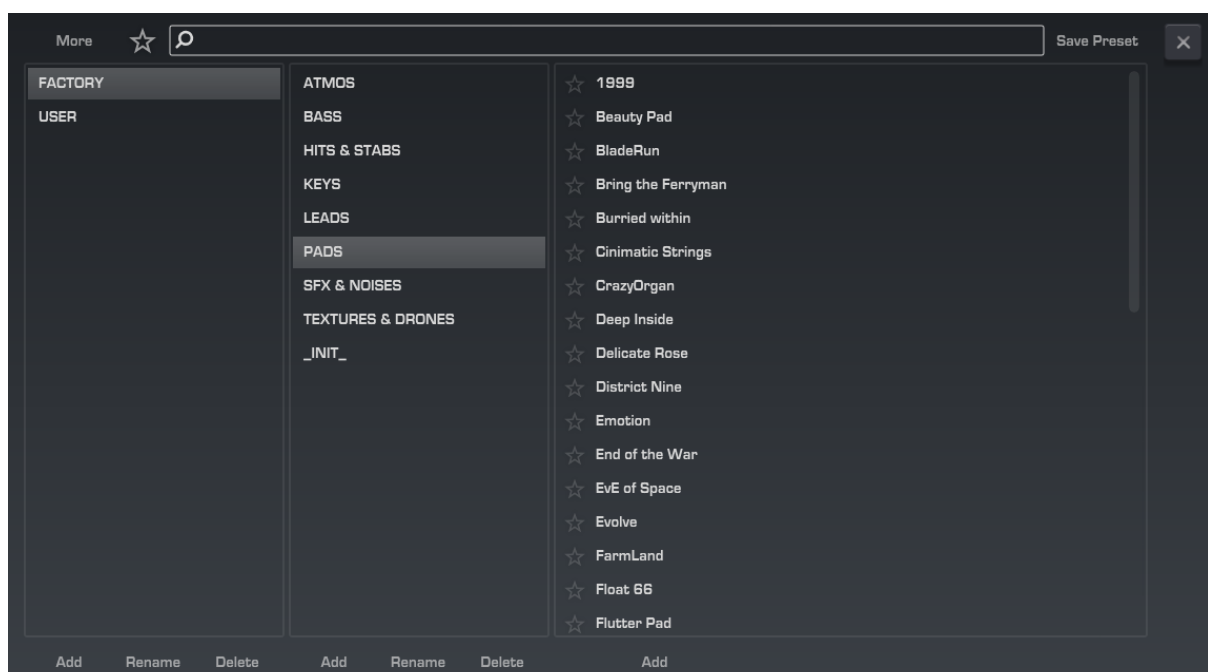 More
Save Preset
FACTORY
USER
ATMOS
BASS
HITS & STABS
KEYS
LEADS
PADS
SFX & NOISES
TEXTURES & DRONES
_INIT_
1999
Beauty Pad
BladeRun
Bring the Ferryman
Burried within
Cinimatic Strings
CrazyOrgan
Deep Inside
Delicate Rose
District Nine
Emotion
End of the War
EvE of Space
Evolve
FarmLand
Float 66
Flutter Pad
Add Rename Delete
Add Rename Delete
Add